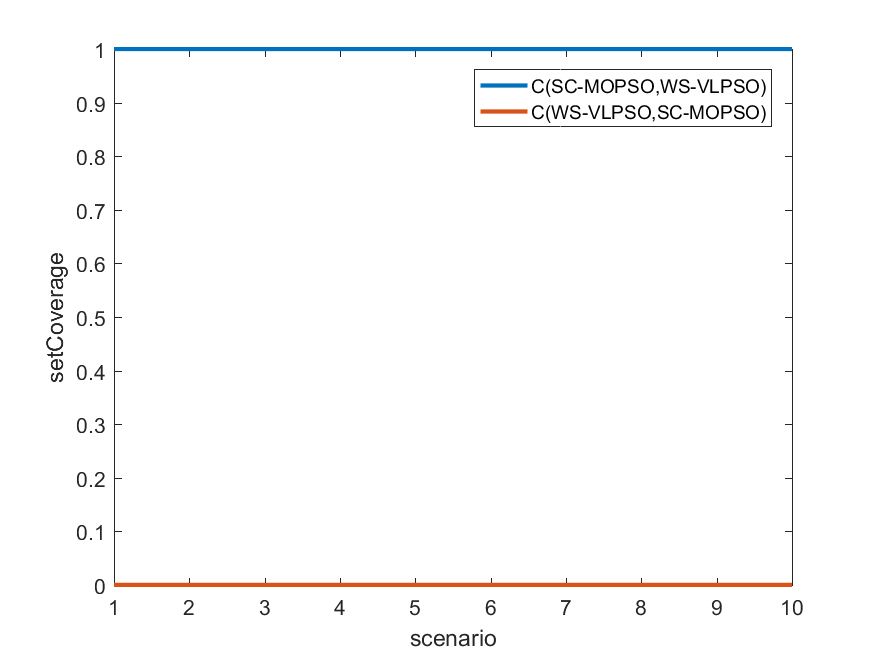 C(SC-MOPSO,WS-VLPSO)
C(WS-VLPSO,SC-MOPSO)
setCoverage
1
0.9
0.8
0.7
0.6
0.5
0.4
0.3
0.2
0.1
0
1 2 3 4 5 6 7 8 9 10
scenario